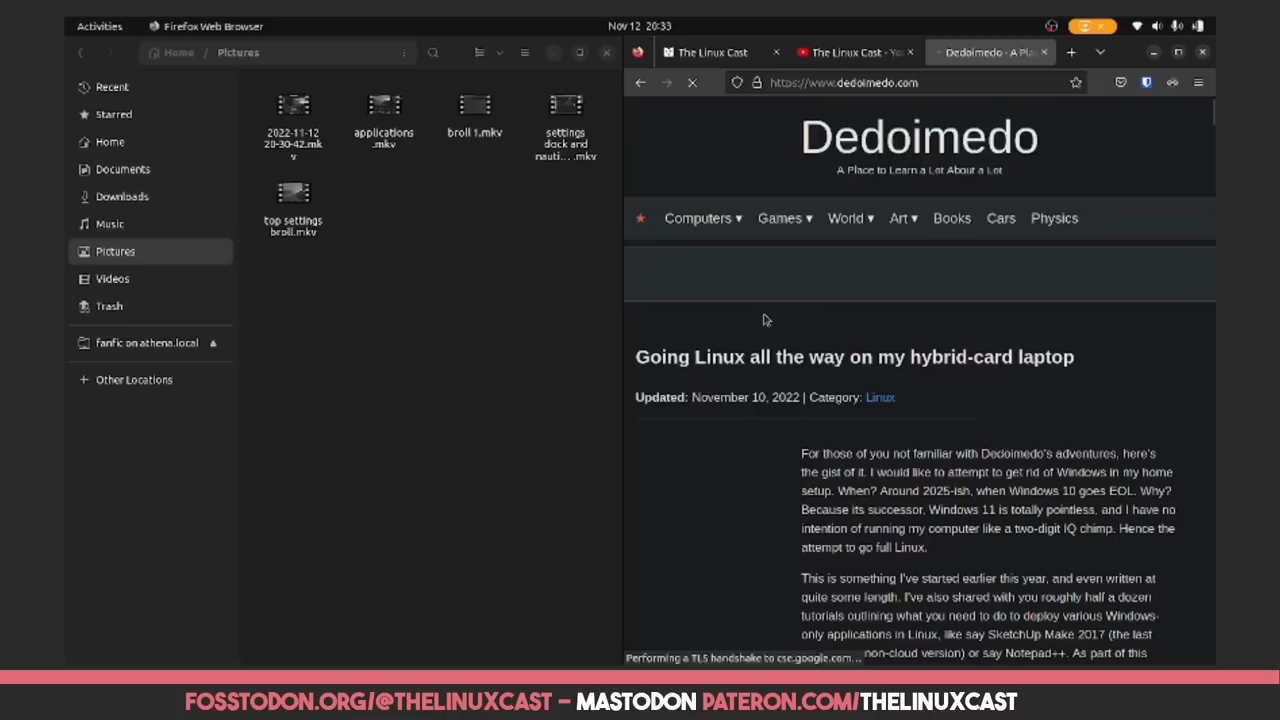 Activities
Firefox Web Browser
Nov 12 20:33
Home / Pictures
The Linux Cast
The Linux Cast - Yo
Dedoimedo - A Pla
https://www.dedoimedo.com
Recent
Starred
Home
Documents
Downloads
Music
Pictures
Videos
Trash
fanfic on athena.local
+ Other Locations
2022-11-12
20-30-42.mk
v
applications
.mkv
broll 1.mkv
settings
dock and
nauti... .mkv
top settings
broll.mkv
Dedoimedo
A Place to Learn a Lot About a Lot
Computers ▾ Games ▾ World ▾ Art ▾ Books Cars Physics
Going Linux all the way on my hybrid-card laptop
Updated: November 10, 2022 | Category: Linux
For those of you not familiar with Dedoimedo's adventures, here's
the gist of it. I would like to attempt to get rid of Windows in my home
setup. When? Around 2025-ish, when Windows 10 goes EOL. Why?
Because its successor, Windows 11 is totally pointless, and I have no
intention of running my computer like a two-digit IQ chimp. Hence the
attempt to go full Linux.
This is something I've started earlier this year, and even written at
quite some length. I've also shared with you roughly half a dozen
tutorials outlining what you need to do to deploy various Windows-
only applications in Linux, like say SketchUp Make 2017 (the last
non-cloud version) or say Notepad++. As part of this
Performing a TLS handshake to cse.google.com...
FOSSTODON.ORG/@THELINUXCAST – MASTODON PATERON.COM/THELINUXCAST